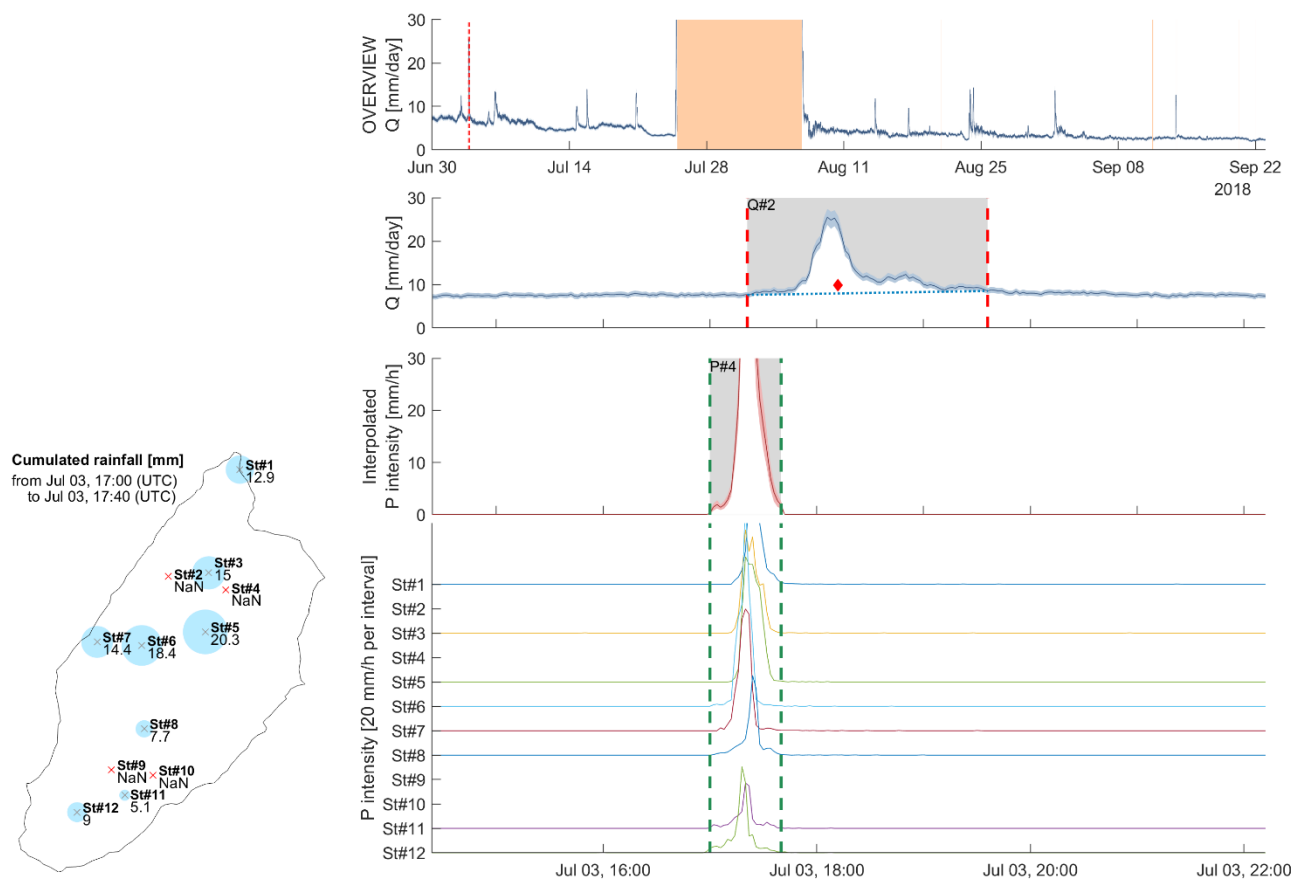 OVERVIEW
Q [mm/day]
30
20
10
0
Jun 30
Jul 14
Jul 28
Aug 11
Aug 25
Sep 08
Sep 22
2018
Q [mm/day]
30
20
10
0
Q#2
Interpolated
P intensity [mm/h]
30
20
10
0
P#4
Cumulated rainfall [mm]
from Jul 03, 17:00 (UTC)
to Jul 03, 17:40 (UTC)
St#1
12.9
St#3
15
St#2
NaN
St#4
NaN
St#5
20.3
St#7
14.4
St#6
18.4
St#8
7.7
St#9
NaN
St#10
NaN
St#11
5.1
St#12
9
P intensity [20 mm/h per interval]
St#1
St#2
St#3
St#4
St#5
St#6
St#7
St#8
St#9
St#10
St#11
St#12
Jul 03, 16:00
Jul 03, 18:00
Jul 03, 20:00
Jul 03, 22:00